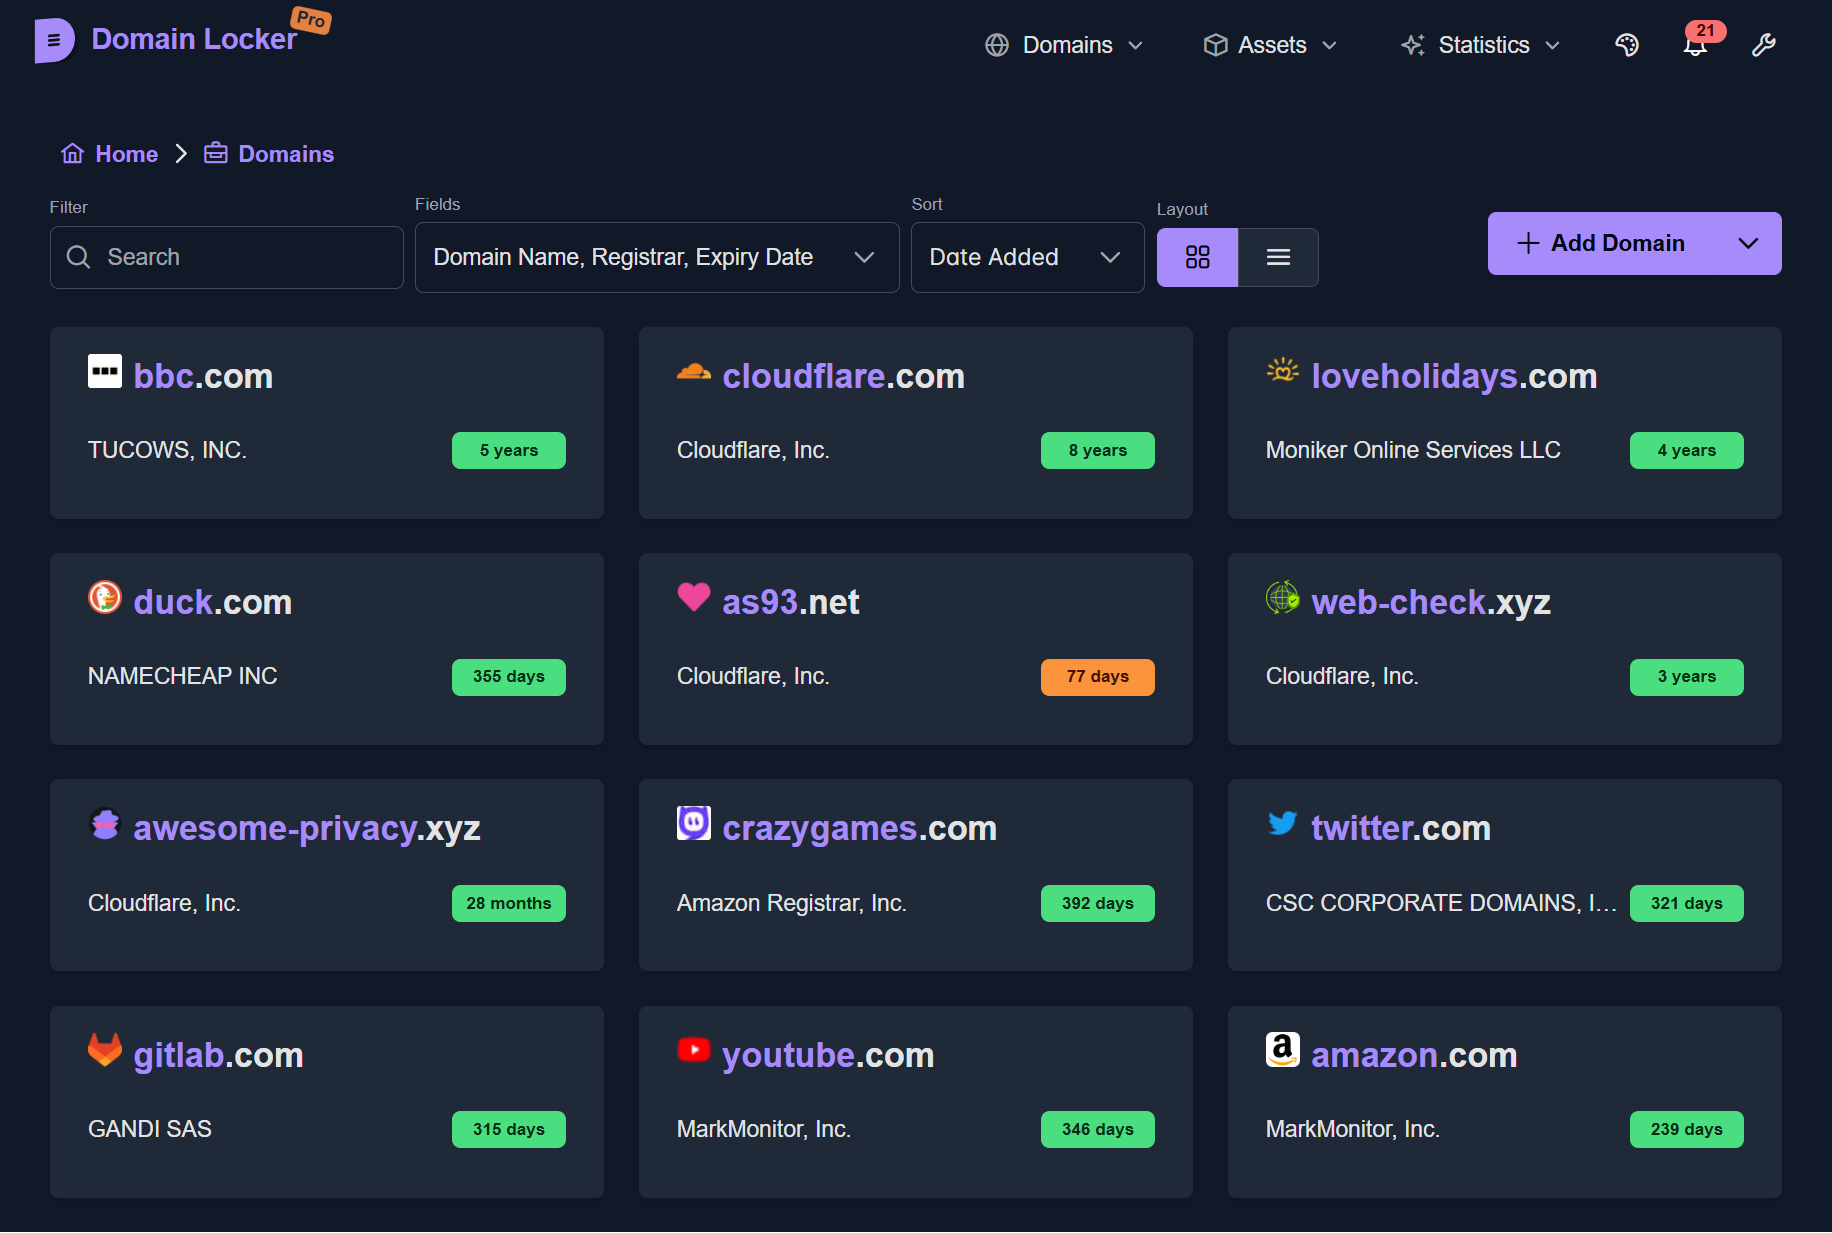 Domain Locker Pro
Domains Assets Statistics 21
Home Domains
Filter Fields Sort Layout
Search Domain Name, Registrar, Expiry Date Date Added + Add Domain
bbc.com cloudflare.com loveholidays.com
TUCOWS, INC. 5 years Cloudflare, Inc. 8 years Moniker Online Services LLC 4 years
duck.com as93.net web-check.xyz
NAMECHEAP INC 355 days Cloudflare, Inc. 77 days Cloudflare, Inc. 3 years
awesome-privacy.xyz crazygames.com twitter.com
Cloudflare, Inc. 28 months Amazon Registrar, Inc. 392 days CSC CORPORATE DOMAINS, I... 321 days
gitlab.com youtube.com amazon.com
GANDI SAS 315 days MarkMonitor, Inc. 346 days MarkMonitor, Inc. 239 days